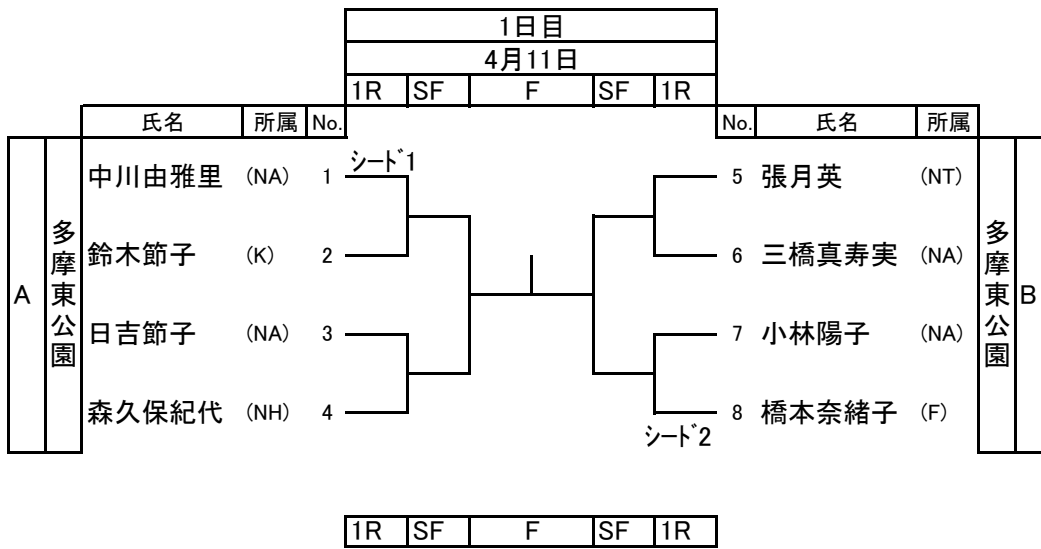 1日目
4月11日
1R SF F SF 1R
氏名 所属 No. No. 氏名 所属
シード1
中川由雅里 (NA) 1 5 張月英 (NT)
鈴木節子 (K) 2 6 三橋真寿実 (NA)
A 多摩東公園 多摩東公園 B
日吉節子 (NA) 3 7 小林陽子 (NA)
森久保紀代 (NH) 4 8 橋本奈緒子 (F)
シード2
1R SF F SF 1R